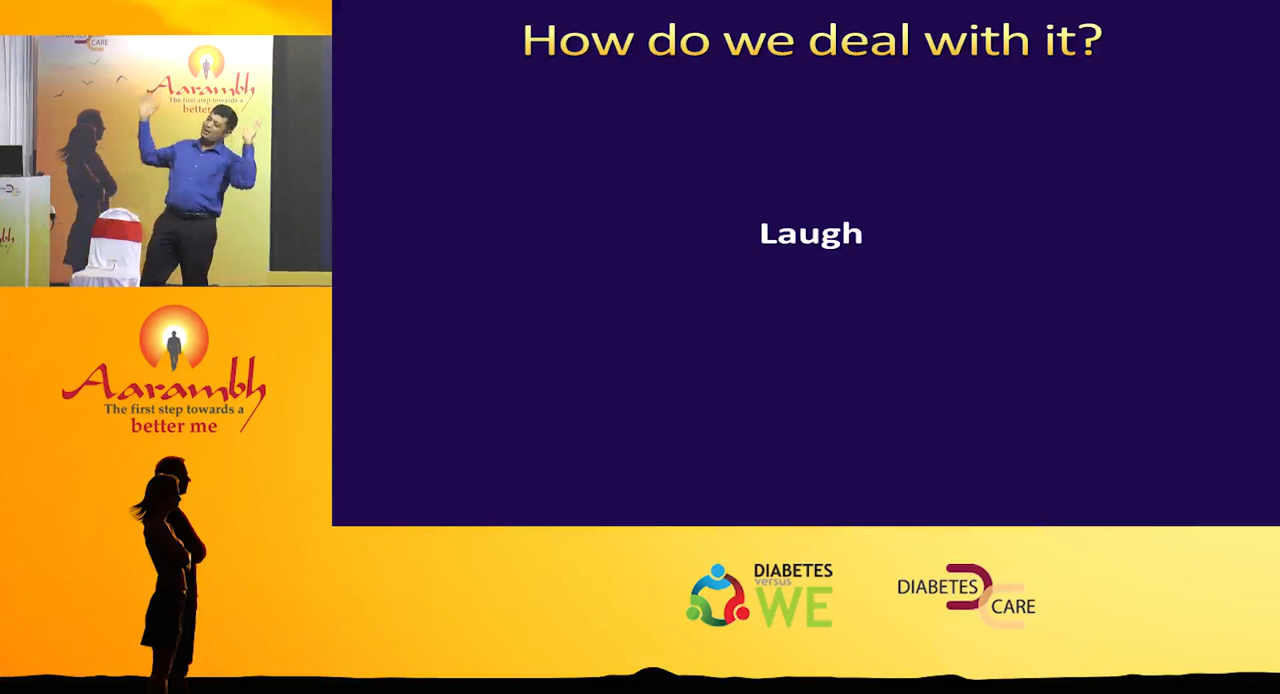 How do we deal with it?
Laugh
DIABETES
CARE
Aarambh
The first step towards a
Aarambh
The first step towards a
better me
DIABETES
versus
WE
DIABETES
CARE